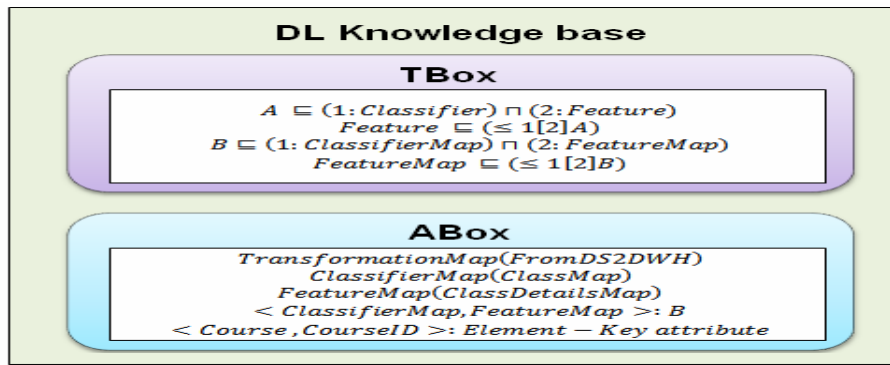 DL Knowledge base
TBox
A ⊑ (1: Classifier) ⊓ (2: Feature)
Feature ⊑ (≤ 1[2]A)
B ⊑ (1: ClassifierMap) ⊓ (2: FeatureMap)
FeatureMap ⊑ (≤ 1[2]B)
ABox
TransformationMap(FromDS2DWH)
ClassifierMap(ClassMap)
FeatureMap(ClassDetailsMap)
< ClassifierMap, FeatureMap >: B
< Course , CourseID >: Element − Key attribute